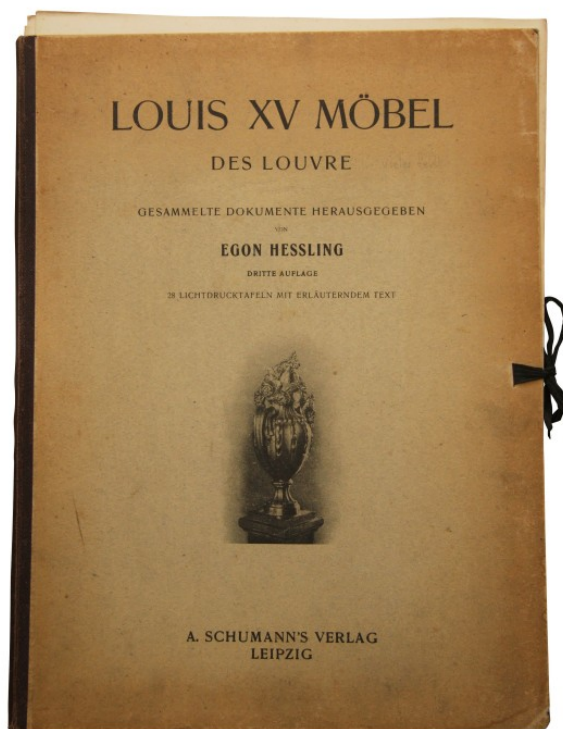 LOUIS XV MÖBEL
DES LOUVRE
GESAMMELTE DOKUMENTE HERAUSGEGEBEN
VON
EGON HESSLING
DRITTE AUFLAGE
28 LICHTDRUCKTAFELN MIT ERLÄUTERNDEM TEXT
A. SCHUMANN'S VERLAG
LEIPZIG